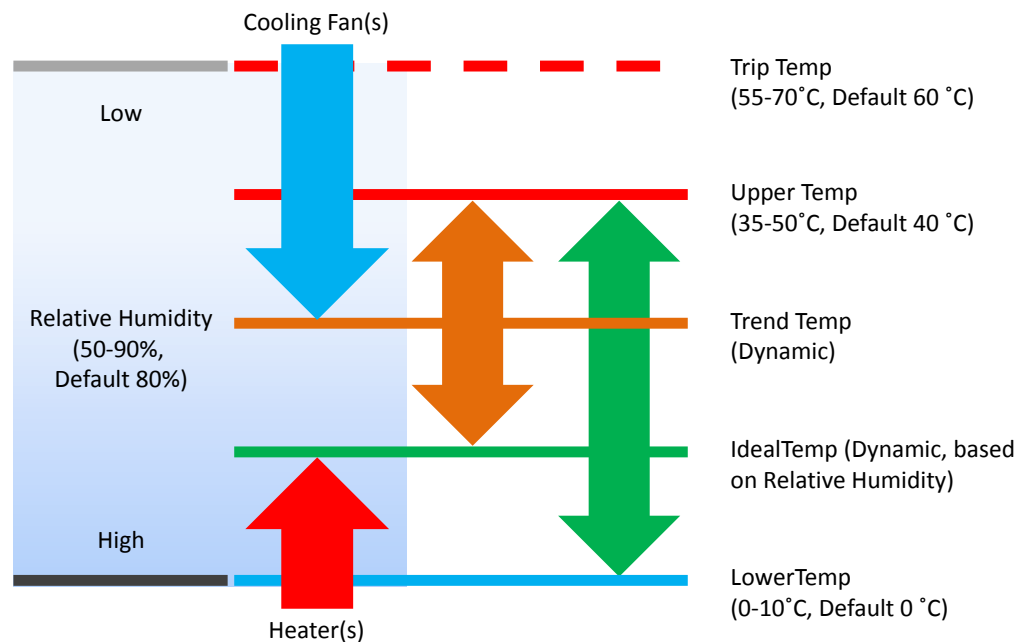 Cooling Fan(s)
Trip Temp
(55-70˚C, Default 60 ˚C)
Low
Upper Temp
(35-50˚C, Default 40 ˚C)
Relative Humidity
(50-90%,
Default 80%)
Trend Temp
(Dynamic)
IdealTemp (Dynamic, based
on Relative Humidity)
High
LowerTemp
(0-10˚C, Default 0 ˚C)
Heater(s)